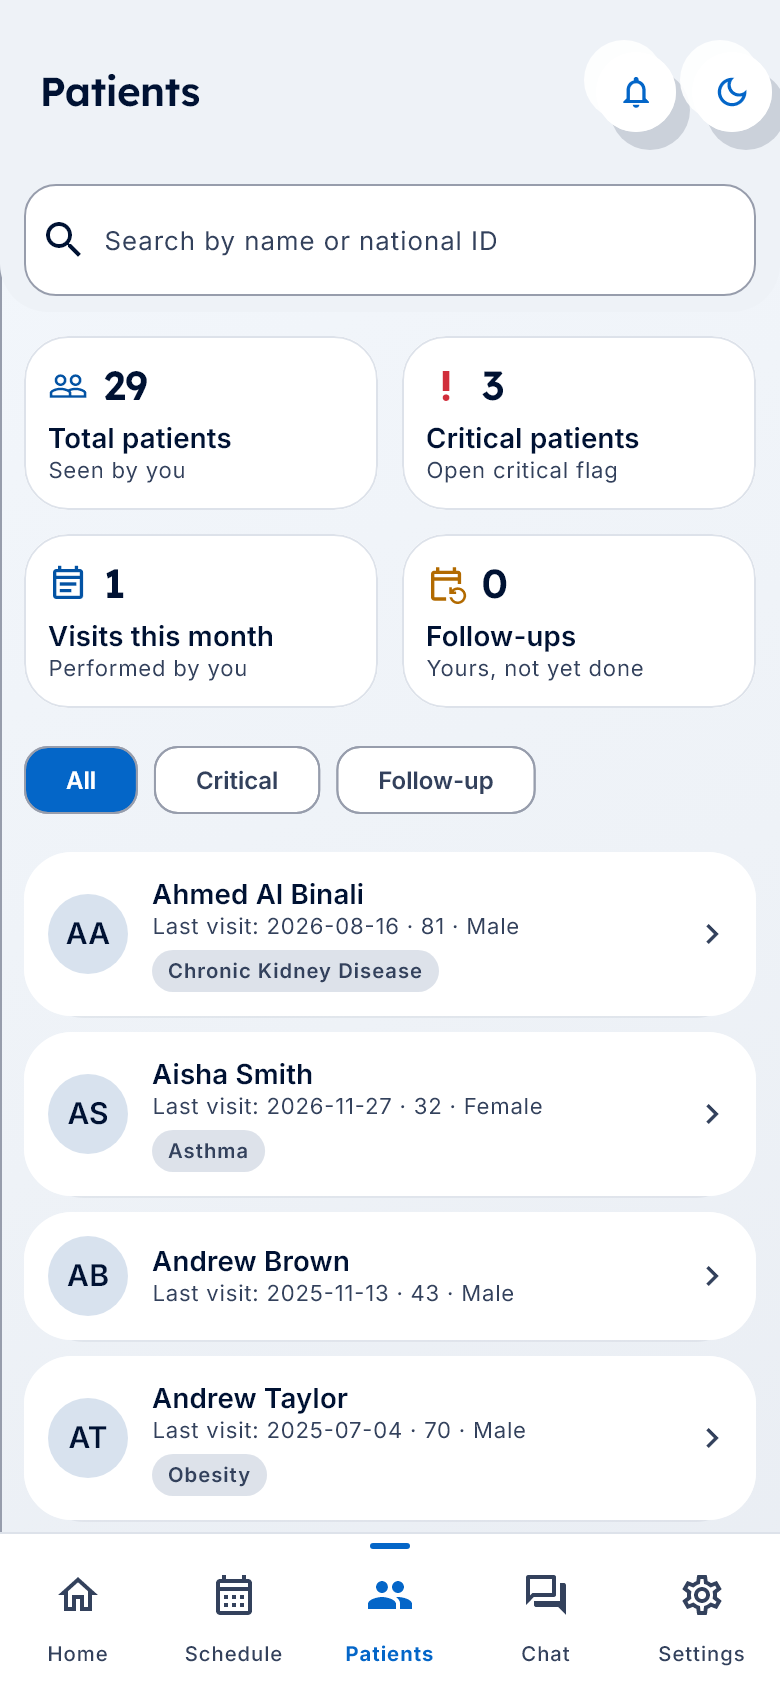 Patients
Search by name or national ID
29
Total patients
Seen by you
3
Critical patients
Open critical flag
1
Visits this month
Performed by you
0
Follow-ups
Yours, not yet done
All
Critical
Follow-up
AA
Ahmed Al Binali
Last visit: 2026-08-16 · 81 · Male
Chronic Kidney Disease
AS
Aisha Smith
Last visit: 2026-11-27 · 32 · Female
Asthma
AB
Andrew Brown
Last visit: 2025-11-13 · 43 · Male
AT
Andrew Taylor
Last visit: 2025-07-04 · 70 · Male
Obesity
Home
Schedule
Patients
Chat
Settings